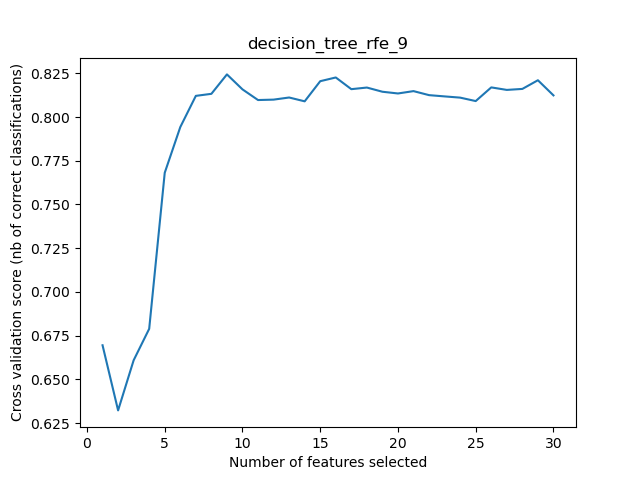 decision_tree_rfe_9
Cross validation score (nb of correct classifications)
0.825
0.800
0.775
0.750
0.725
0.700
0.675
0.650
0.625
0 5 10 15 20 25 30
Number of features selected